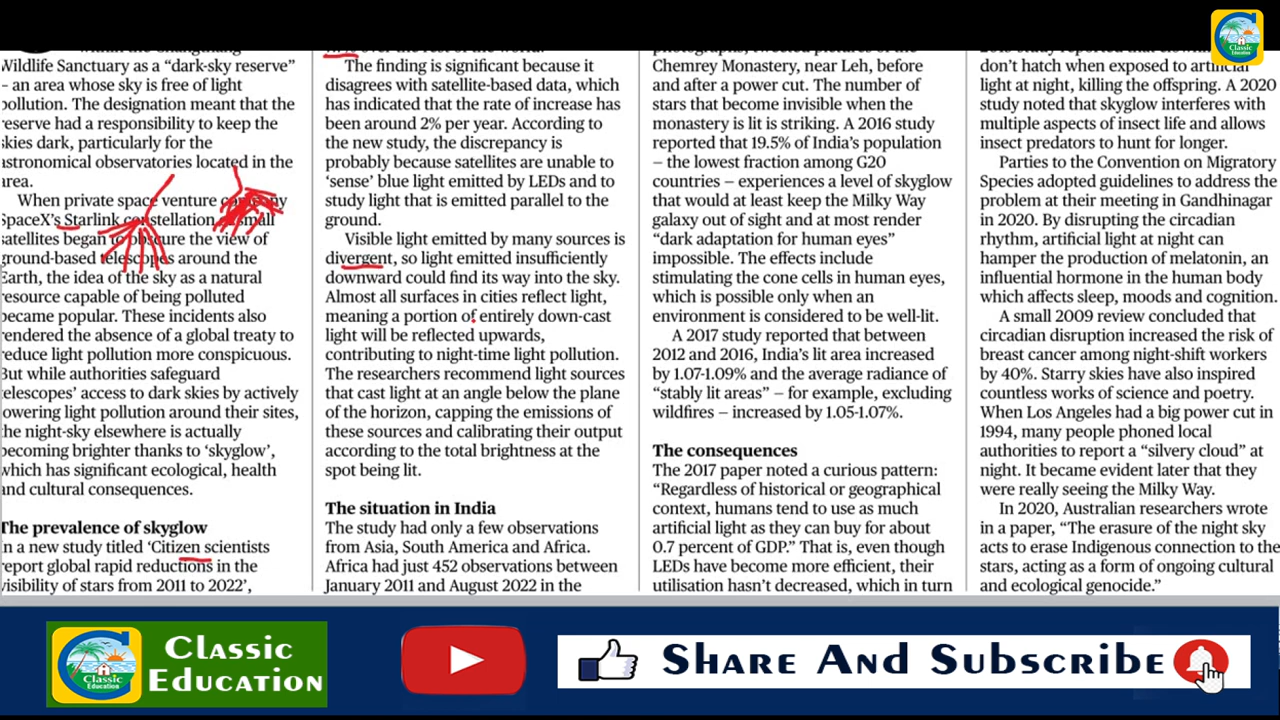 Wildlife Sanctuary as a “dark-sky reserve”
– an area whose sky is free of light
pollution. The designation meant that the
reserve had a responsibility to keep the
skies dark, particularly for the
astronomical observatories located in the
area.
When private space venture company
SpaceX’s Starlink constellation of small
satellites began to obscure the view of
ground-based telescopes around the
Earth, the idea of the sky as a natural
resource capable of being polluted
became popular. These incidents also
rendered the absence of a global treaty to
reduce light pollution more conspicuous.
But while authorities safeguard
telescopes’ access to dark skies by actively
lowering light pollution around their sites,
the night-sky elsewhere is actually
becoming brighter thanks to ‘skyglow’,
which has significant ecological, health
and cultural consequences.
The prevalence of skyglow
In a new study titled ‘Citizen scientists
report global rapid reductions in the
visibility of stars from 2011 to 2022’,
The finding is significant because it
disagrees with satellite-based data, which
has indicated that the rate of increase has
been around 2% per year. According to
the new study, the discrepancy is
probably because satellites are unable to
‘sense’ blue light emitted by LEDs and to
study light that is emitted parallel to the
ground.
Visible light emitted by many sources is
divergent, so light emitted insufficiently
downward could find its way into the sky.
Almost all surfaces in cities reflect light,
meaning a portion of entirely down-cast
light will be reflected upwards,
contributing to night-time light pollution.
The researchers recommend light sources
that cast light at an angle below the plane
of the horizon, capping the emissions of
these sources and calibrating their output
according to the total brightness at the
spot being lit.
The situation in India
The study had only a few observations
from Asia, South America and Africa.
Africa had just 452 observations between
January 2011 and August 2022 in the
Chemrey Monastery, near Leh, before
and after a power cut. The number of
stars that become invisible when the
monastery is lit is striking. A 2016 study
reported that 19.5% of India’s population
– the lowest fraction among G20
countries – experiences a level of skyglow
that would at least keep the Milky Way
galaxy out of sight and at most render
“dark adaptation for human eyes”
impossible. The effects include
stimulating the cone cells in human eyes,
which is possible only when an
environment is considered to be well-lit.
A 2017 study reported that between
2012 and 2016, India’s lit area increased
by 1.07-1.09% and the average radiance of
“stably lit areas” – for example, excluding
wildfires – increased by 1.05-1.07%.
The consequences
The 2017 paper noted a curious pattern:
“Regardless of historical or geographical
context, humans tend to use as much
artificial light as they can buy for about
0.7 percent of GDP.” That is, even though
LEDs have become more efficient, their
utilisation hasn’t decreased, which in turn
don’t hatch when exposed to artificial
light at night, killing the offspring. A 2020
study noted that skyglow interferes with
multiple aspects of insect life and allows
insect predators to hunt for longer.
Parties to the Convention on Migratory
Species adopted guidelines to address the
problem at their meeting in Gandhinagar
in 2020. By disrupting the circadian
rhythm, artificial light at night can
hamper the production of melatonin, an
influential hormone in the human body
which affects sleep, moods and cognition.
A small 2009 review concluded that
circadian disruption increased the risk of
breast cancer among night-shift workers
by 40%. Starry skies have also inspired
countless works of science and poetry.
When Los Angeles had a big power cut in
1994, many people phoned local
authorities to report a “silvery cloud” at
night. It became evident later that they
were really seeing the Milky Way.
In 2020, Australian researchers wrote
in a paper, “The erasure of the night sky
acts to erase Indigenous connection to the
stars, acting as a form of ongoing cultural
and ecological genocide.”
Classic
Education
Classic
Education
Classic
Education
Share And Subscribe